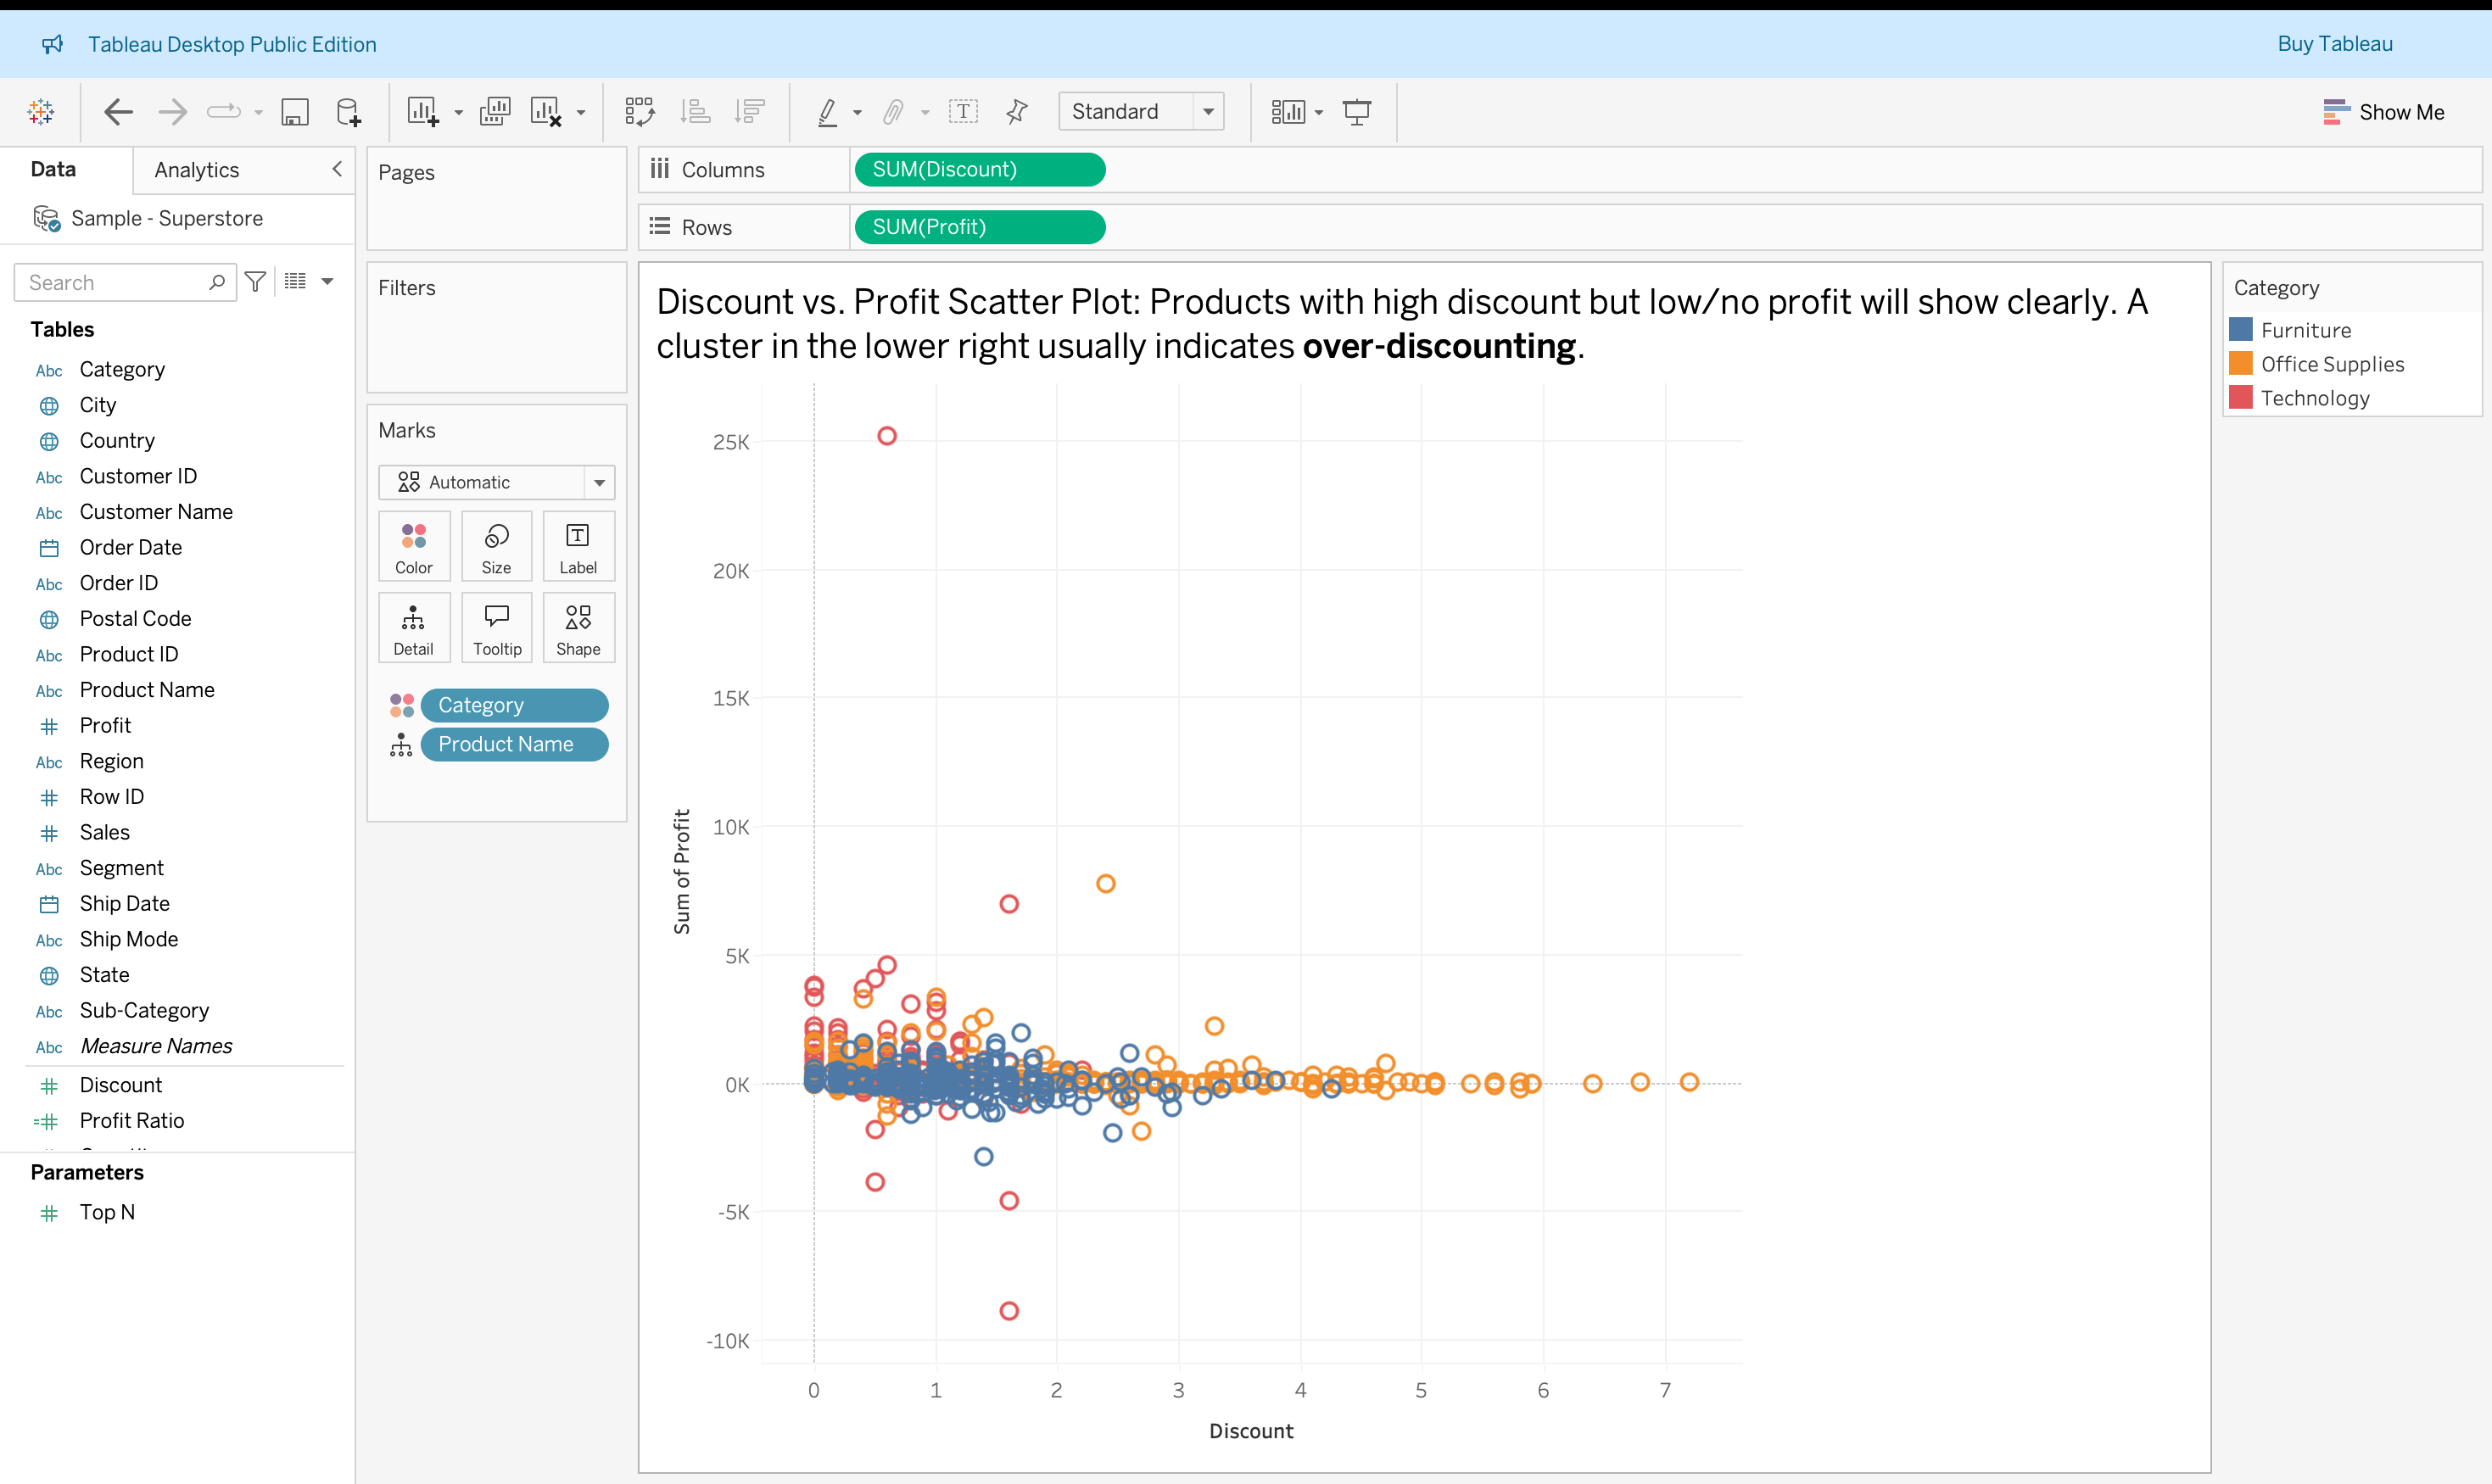 Tableau Desktop Public Edition
Buy Tableau
Standard
Show Me
Data
Analytics
Sample - Superstore
Search
Tables
Abc Category
City
Country
Abc Customer ID
Abc Customer Name
Order Date
Abc Order ID
Postal Code
Abc Product ID
Abc Product Name
# Profit
Abc Region
# Row ID
# Sales
Abc Segment
Ship Date
Abc Ship Mode
State
Abc Sub-Category
Abc Measure Names
# Discount
=# Profit Ratio
Parameters
# Top N
Pages
Filters
Marks
Automatic
Color
Size
T
Label
Detail
Tooltip
Shape
Category
Product Name
Columns
SUM(Discount)
Rows
SUM(Profit)
Discount vs. Profit Scatter Plot: Products with high discount but low/no profit will show clearly. A
cluster in the lower right usually indicates over-discounting.
25K
20K
15K
10K
5K
0K
-5K
-10K
Sum of Profit
0 1 2 3 4 5 6 7
Discount
Category
Furniture
Office Supplies
Technology